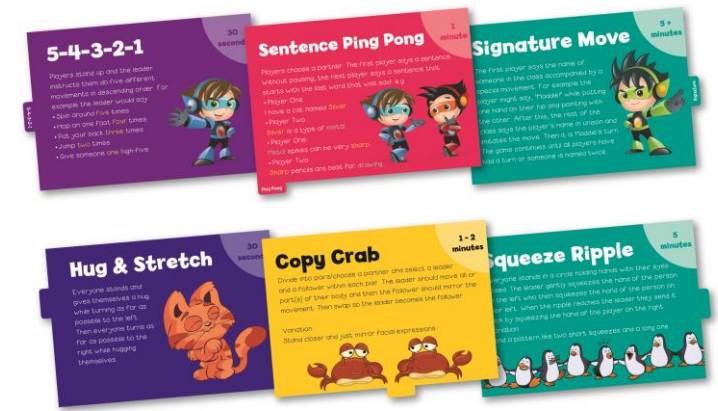 5-4-3-2-1
30
second
Players stand up and the leader
instructs them do five different
movements in descending order. For
example the leader would say:
• Spin around five times
• Hop on one foot four times
• Pat your back three times
• Jump two times
• Give someone one high-five
Sentence Ping Pong
1
minute
Players choose a partner. The first player says a sentence
without pausing, the next player says a sentence that
starts with the last word that was said. e.g.
• Player One
I have a cat named Silver
• Player Two
Silver is a type of metal.
• Player One
Metal spikes can be very sharp.
• Player Two
Sharp pencils are best for drawing.
Ping Pong
Signature Move
5 +
minutes
The first player says the name of
someone in the class accompanied by a
special movement. For example the
player might say, "Maddie" while putting
one hand on their hip and pointing with
the other. After this, the rest of the
class says the player's name in unison and
imitates the move. Then it is Maddie's turn.
The game continues until all players have
had a turn or someone is named twice.
Signature
Hug & Stretch
30
second
Everyone stands and
gives themselves a hug
while turning as far as
possible to the left.
Then everyone turns as
far as possible to the
right while hugging
themselves.
Copy Crab
1 - 2
minutes
Divide into pairs/choose a partner and select a leader
and a follower within each pair. The leader should move all or
part(s) of their body and then the follower should mirror the
movement. Then swap so the leader becomes the follower.
Variation
Stand closer and just mirror facial expressions.
Squeeze Ripple
5
minutes
everyone stands in a circle holding hands with their eyes
The leader gently squeezes the hand of the person
left who then squeezes the hand of the person on
left. When the ripple reaches the leader they send it
by squeezing the hand of the player on the right.
a pattern like two short squeezes and a long one.